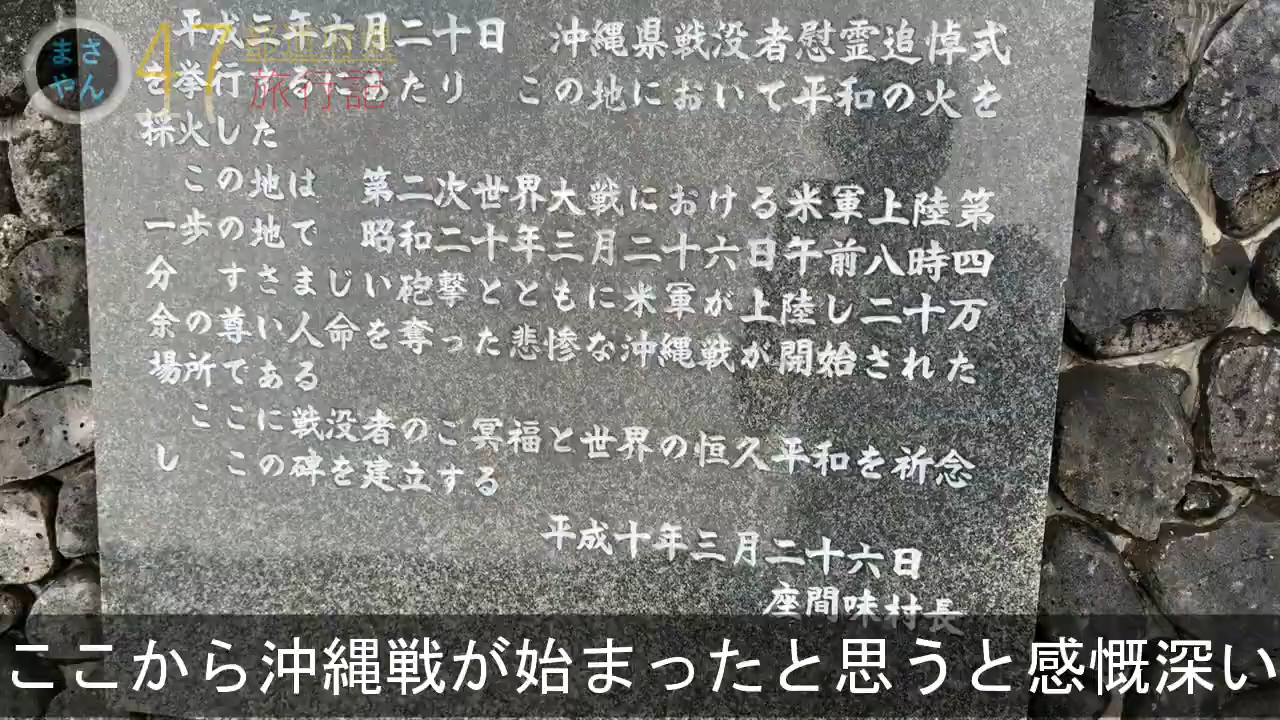 まさ
やん
47
都道府県
旅行記
平成三年六月二十日 沖縄県戦没者慰霊追悼式
を挙行するにあたり この地において平和の火を
採火した
この地は 第二次世界大戦における米軍上陸第
一歩の地で 昭和二十年三月二十六日午前八時四
分 すさまじい砲撃とともに米軍が上陸し二十万
余の尊い人命を奪った悲惨な沖縄戦が開始された
場所である
ここに戦没者のご冥福と世界の恒久平和を祈念
し この碑を建立する
平成十年三月二十六日
座間味村長
ここから沖縄戦が始まったと思うと感慨深い